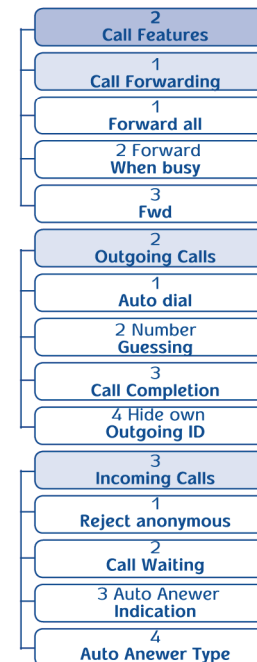 2
Call Features
1
Call Forwarding
1
Forward all
2 Forward
When busy
3
Fwd
2
Outgoing Calls
1
Auto dial
2 Number
Guessing
3
Call Completion
4 Hide own
Outgoing ID
3
Incoming Calls
1
Reject anonymous
2
Call Waiting
3 Auto Anewer
Indication
4
Auto Anewer Type